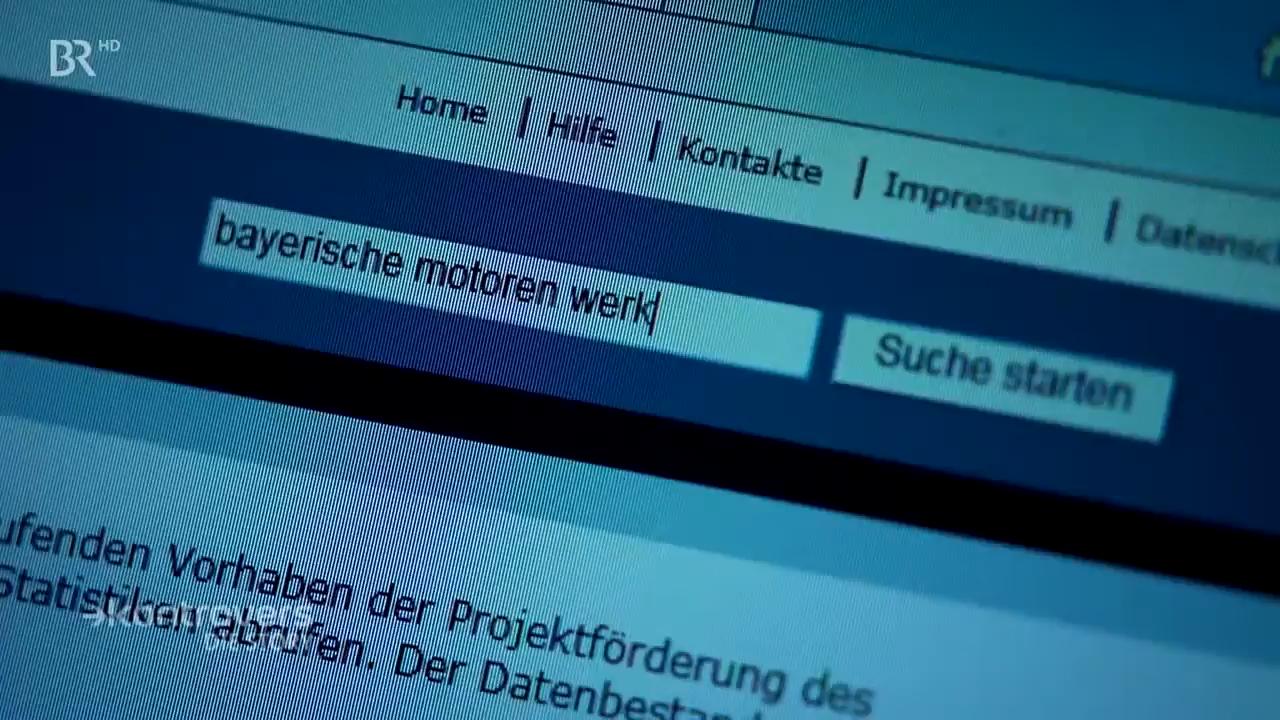 BR HD
Home | Hilfe | Kontakte | Impressum | Datensc
bayerische motoren werk
Suche starten
ufenden Vorhaben der Projektförderung des
Statistiken abrufen. Der Datenbestand
kontrovers